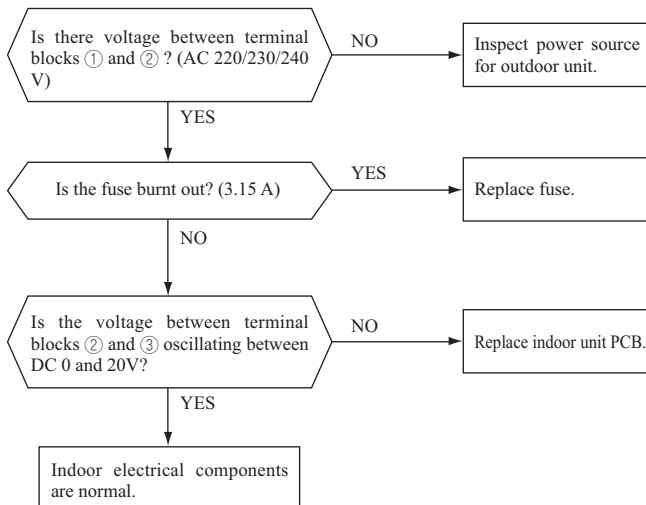 Is there voltage between terminal
blocks ① and ② ? (AC 220/230/240
V)
NO
Inspect power source
for outdoor unit.
YES
Is the fuse burnt out? (3.15 A)
YES
Replace fuse.
NO
Is the voltage between terminal
blocks ② and ③ oscillating between
DC 0 and 20V?
NO
Replace indoor unit PCB.
YES
Indoor electrical components
are normal.